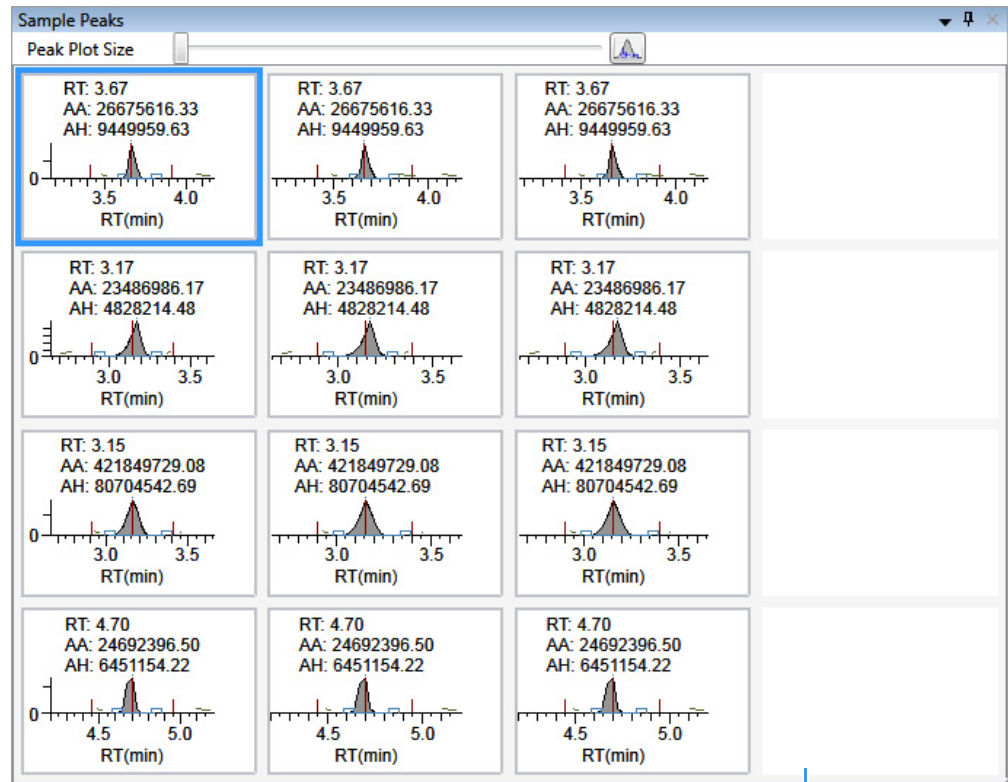 Sample Peaks
Peak Plot Size
RT: 3.67
AA: 26675616.33
AH: 9449959.63
0
3.5 4.0
RT(min)
RT: 3.67
AA: 26675616.33
AH: 9449959.63
3.5 4.0
RT(min)
RT: 3.67
AA: 26675616.33
AH: 9449959.63
3.5 4.0
RT(min)
RT: 3.17
AA: 23486986.17
AH: 4828214.48
0
3.0 3.5
RT(min)
RT: 3.17
AA: 23486986.17
AH: 4828214.48
3.0 3.5
RT(min)
RT: 3.17
AA: 23486986.17
AH: 4828214.48
3.0 3.5
RT(min)
RT: 3.15
AA: 421849729.08
AH: 80704542.69
0
3.0 3.5
RT(min)
RT: 3.15
AA: 421849729.08
AH: 80704542.69
3.0 3.5
RT(min)
RT: 3.15
AA: 421849729.08
AH: 80704542.69
3.0 3.5
RT(min)
RT: 4.70
AA: 24692396.50
AH: 6451154.22
0
4.5 5.0
RT(min)
RT: 4.70
AA: 24692396.50
AH: 6451154.22
4.5 5.0
RT(min)
RT: 4.70
AA: 24692396.50
AH: 6451154.22
4.5 5.0
RT(min)